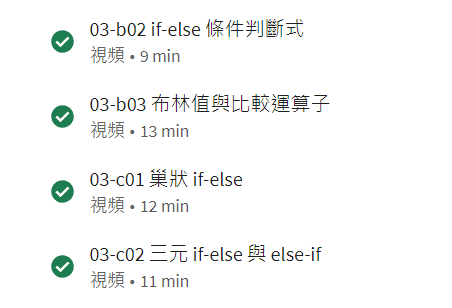 03-b02 if-else 條件判斷式
視頻 • 9 min
03-b03 布林值與比較運算子
視頻 • 13 min
03-c01 巢狀 if-else
視頻 • 12 min
03-c02 三元 if-else 與 else-if
視頻 • 11 min